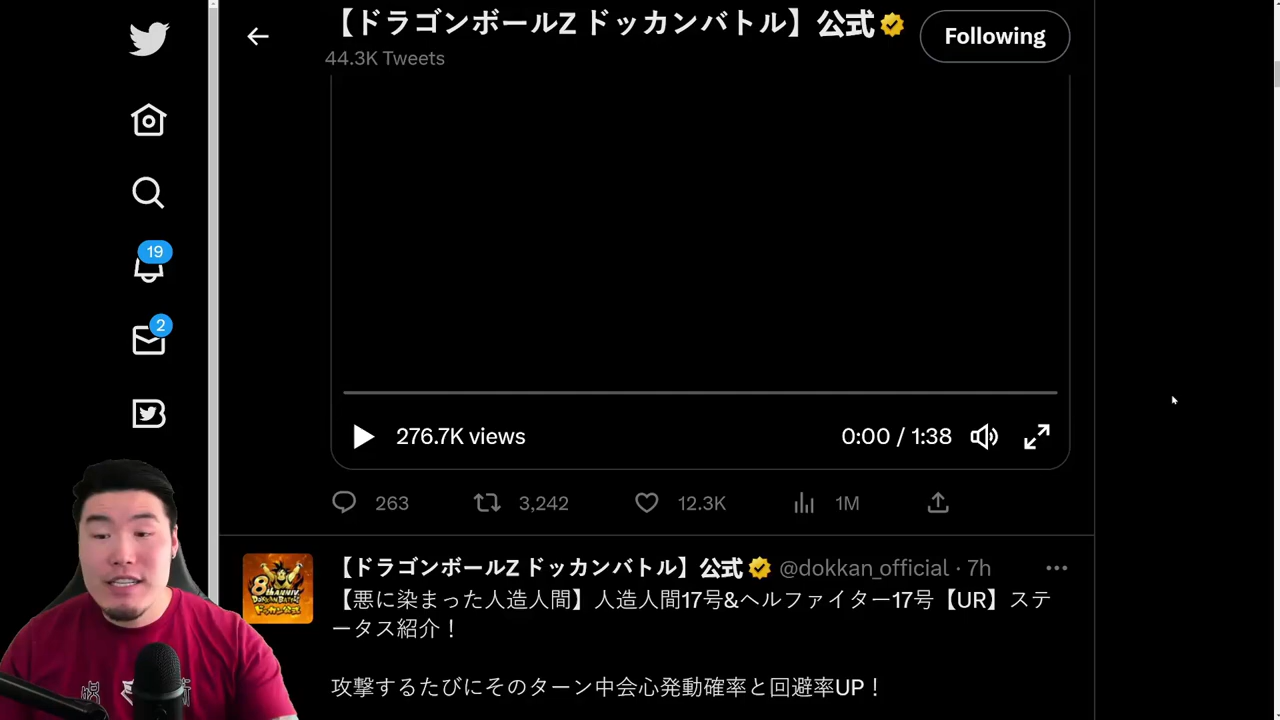 【ドラゴンボールZ ドッカンバトル】公式
Following
44.3K Tweets
19
2
276.7K views
0:00 / 1:38
263
3,242
12.3K
1M
【ドラゴンボールZ ドッカンバトル】公式 @dokkan_official · 7h
【悪に染まった人造人間】人造人間17号&ヘルファイター17号【UR】ステ
ータス紹介！
攻撃するたびにそのターン中会心発動確率と回避率UP！